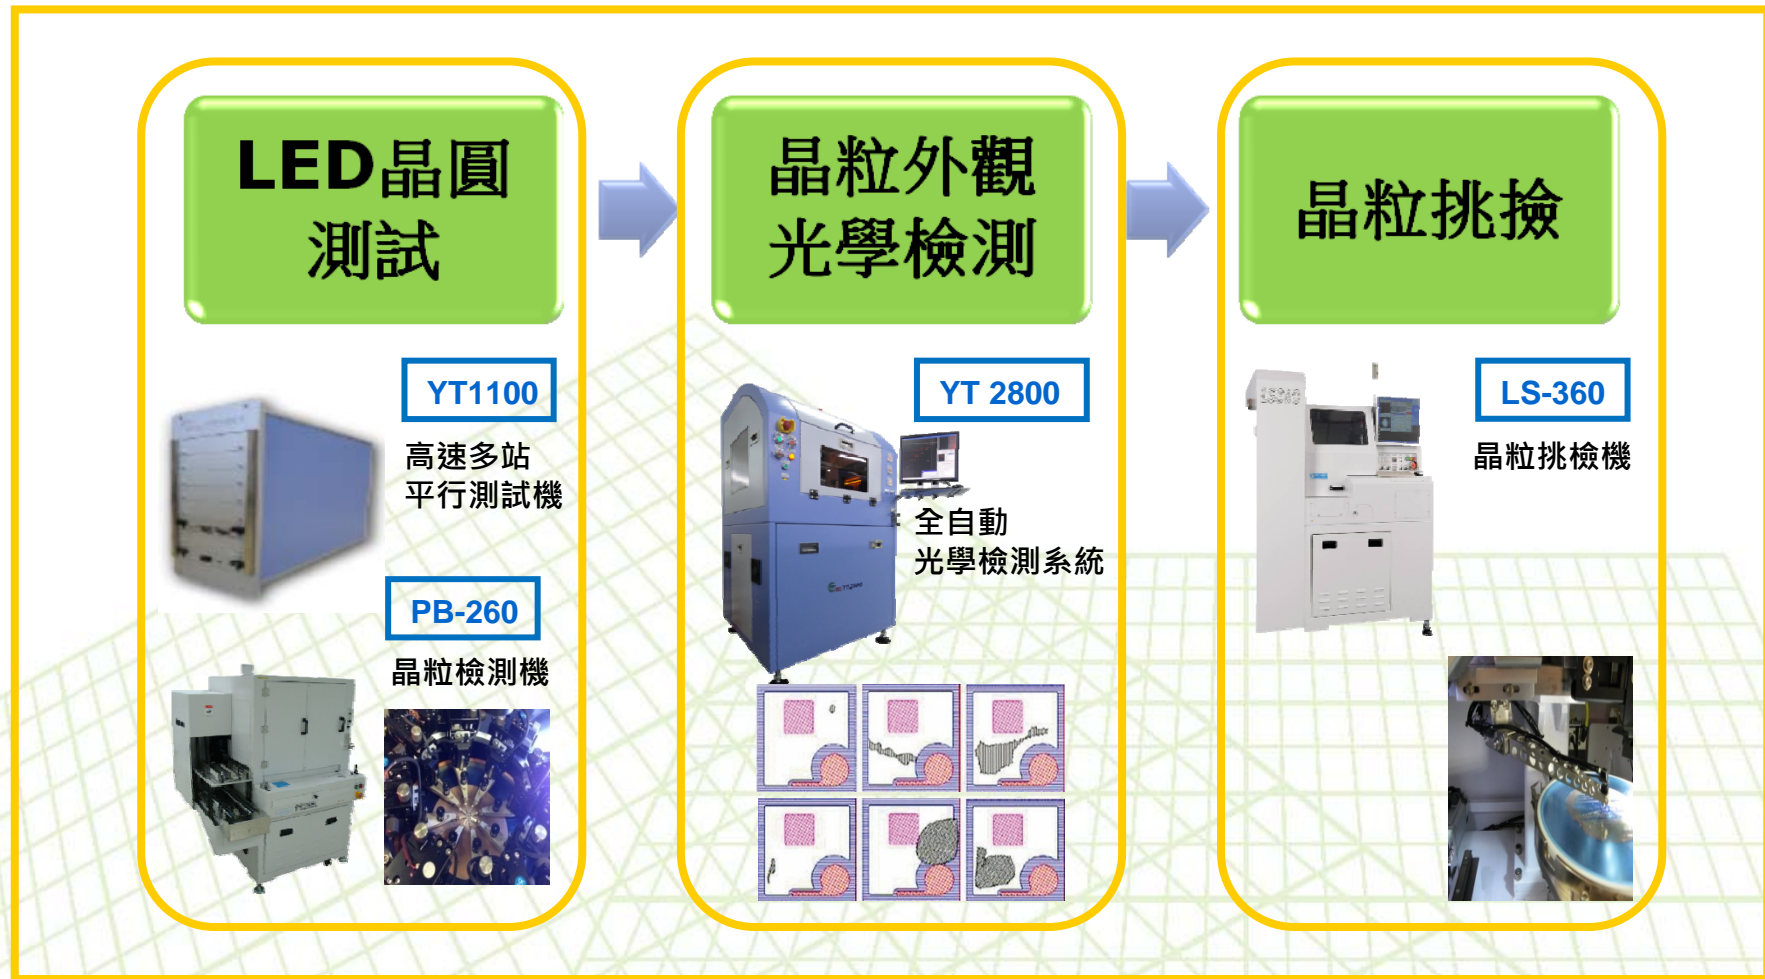 LED晶圓
測試
晶粒外觀
光學檢測
晶粒挑撿
YT1100
高速多站
平行測試機
PB-260
晶粒檢測機
YT 2800
全自動
光學檢測系統
LS-360
晶粒挑檢機